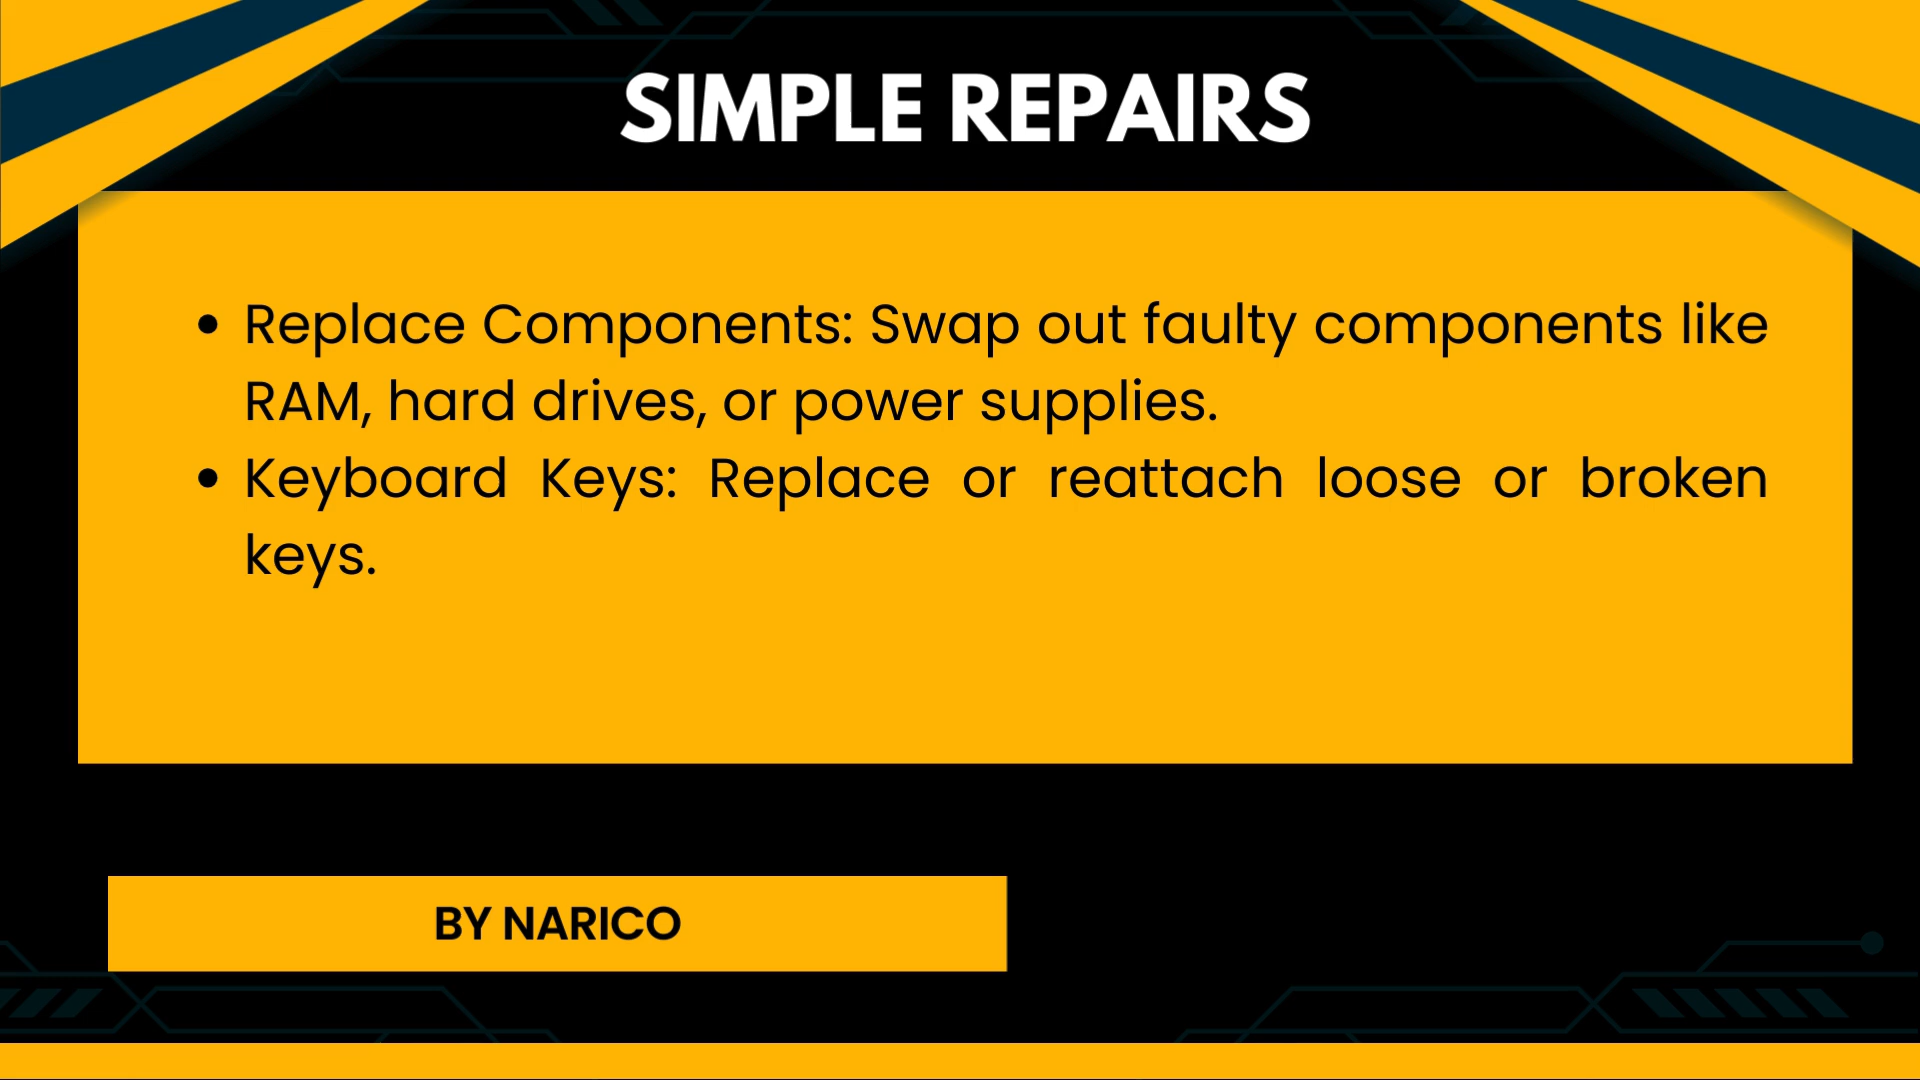 SIMPLE REPAIRS
• Replace Components: Swap out faulty components like
RAM, hard drives, or power supplies.
• Keyboard Keys: Replace or reattach loose or broken
keys.
BY NARICO